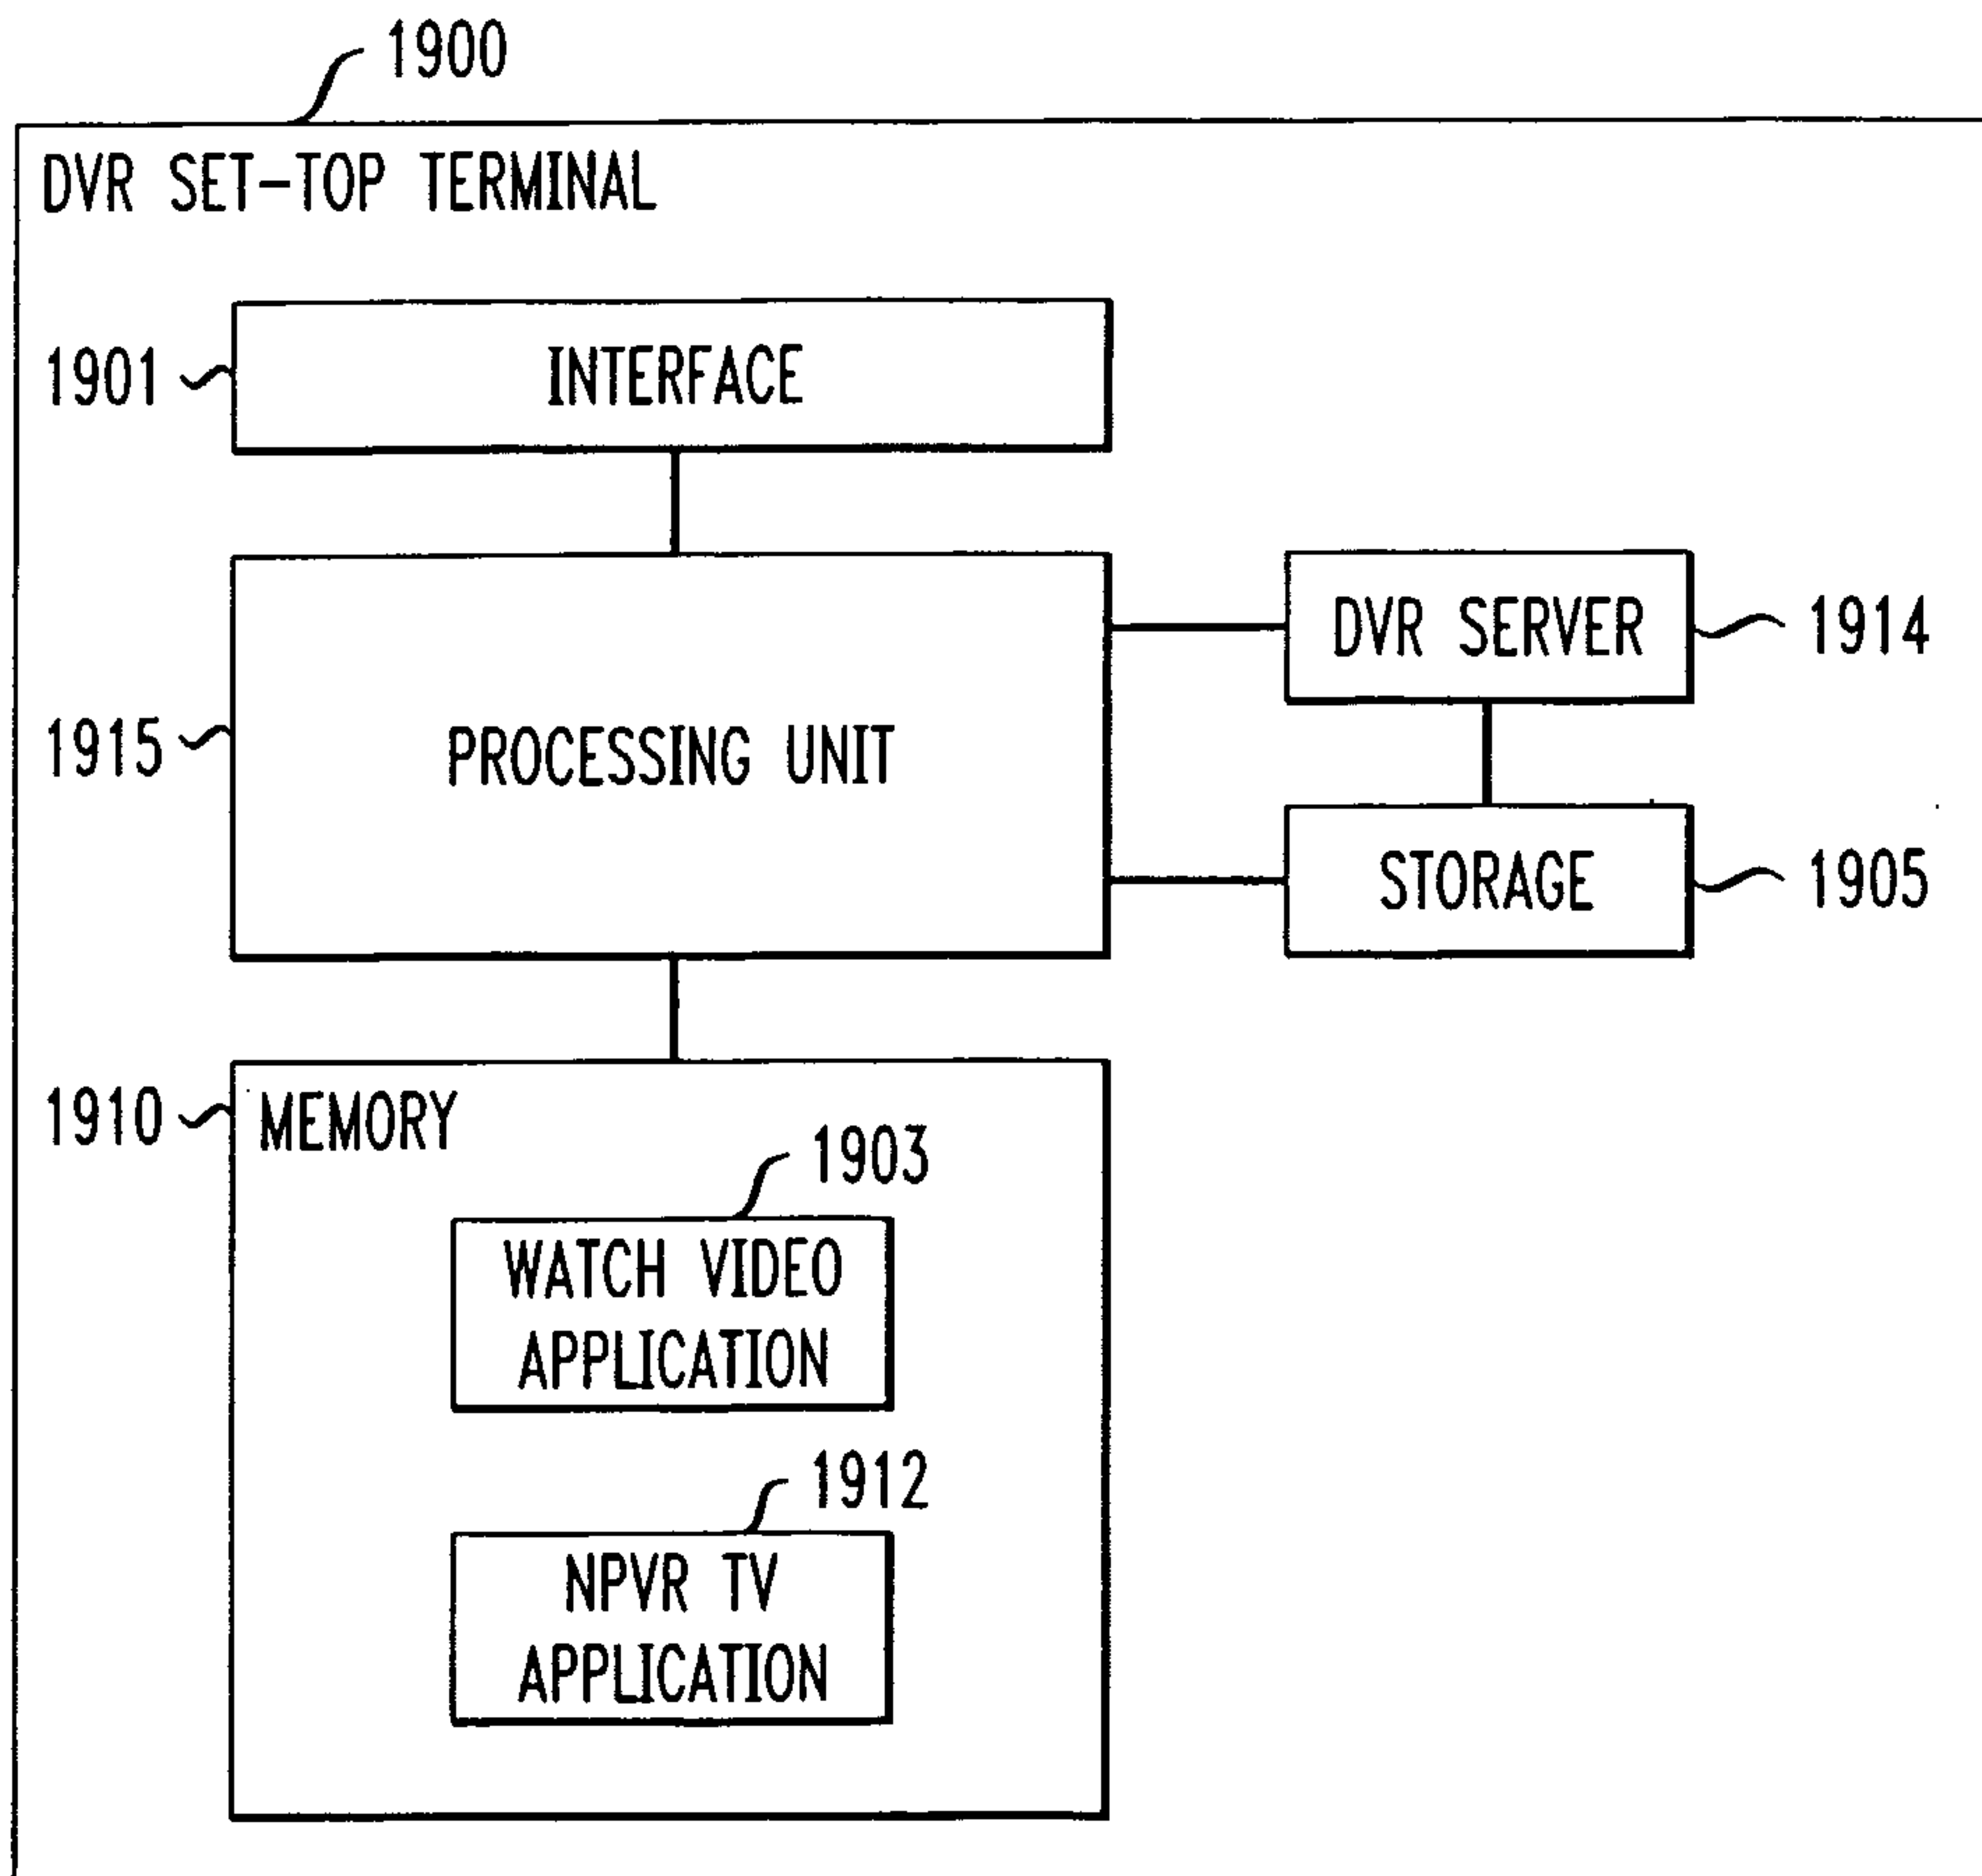 1900
DVR SET-TOP TERMINAL
1901
INTERFACE
1915
PROCESSING UNIT
DVR SERVER
1914
STORAGE
1905
1910
MEMORY
1903
WATCH VIDEO
APPLICATION
1912
NPVR TV
APPLICATION